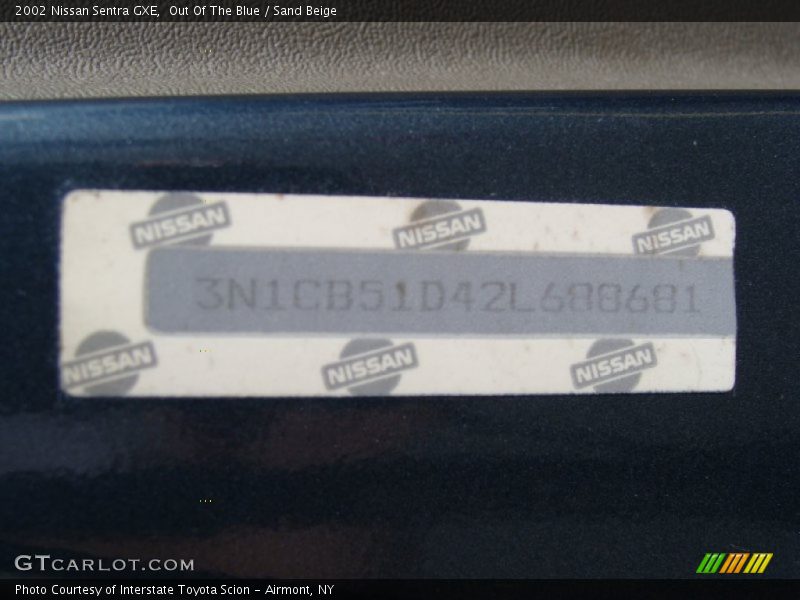 2002 Nissan Sentra GXE, Out Of The Blue / Sand Beige
NISSAN NISSAN NISSAN
3N1CB51D42L688681
NISSAN NISSAN NISSAN
GTCARLOT.COM
Photo Courtesy of Interstate Toyota Scion – Airmont, NY